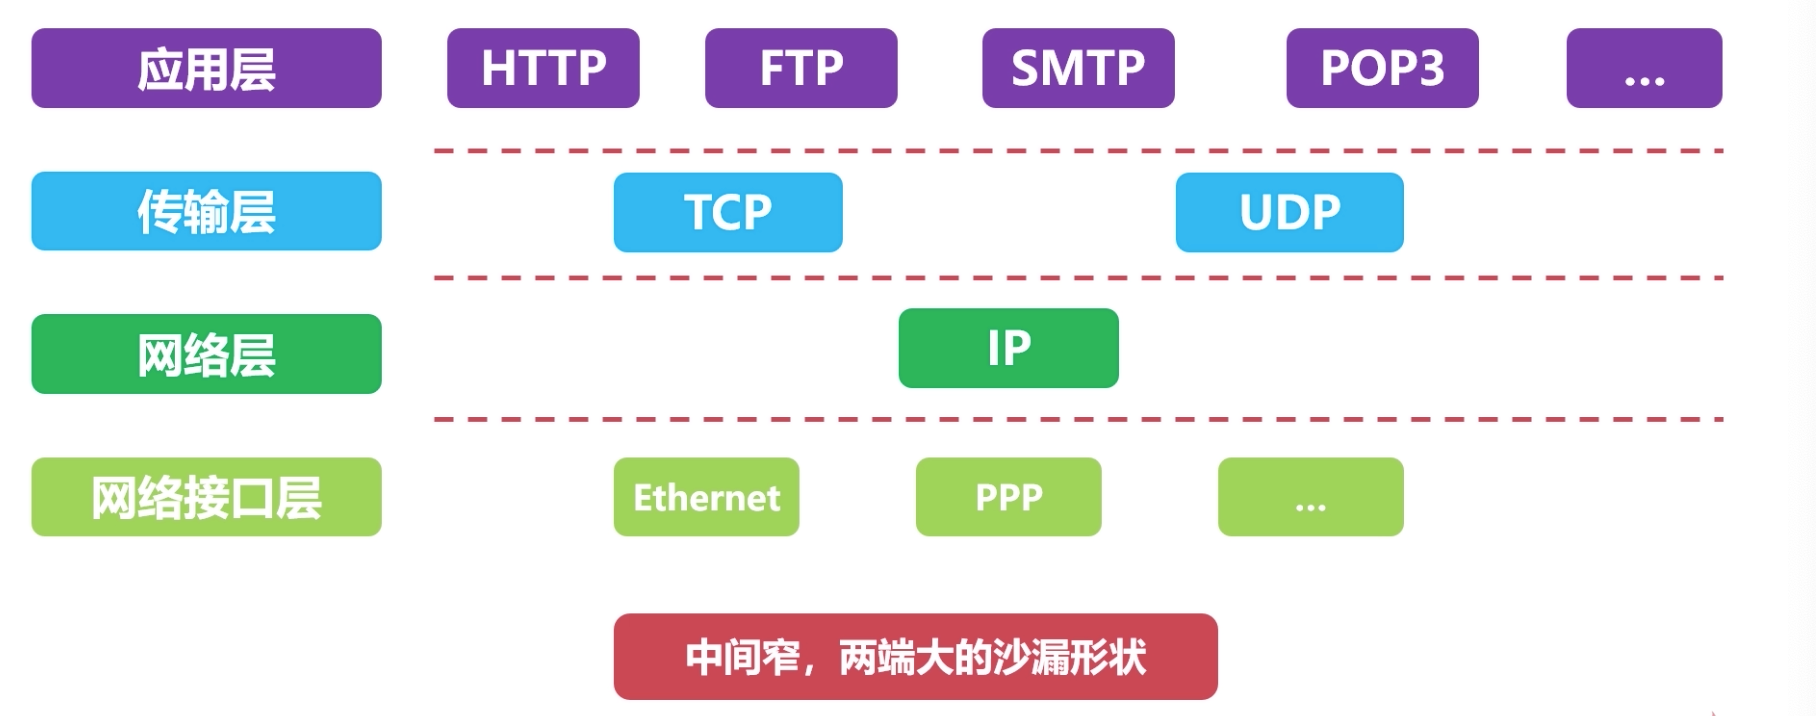 应用层 HTTP FTP SMTP POP3 ...
传输层 TCP UDP
网络层 IP
网络接口层 Ethernet PPP ...
中间窄，两端大的沙漏形状